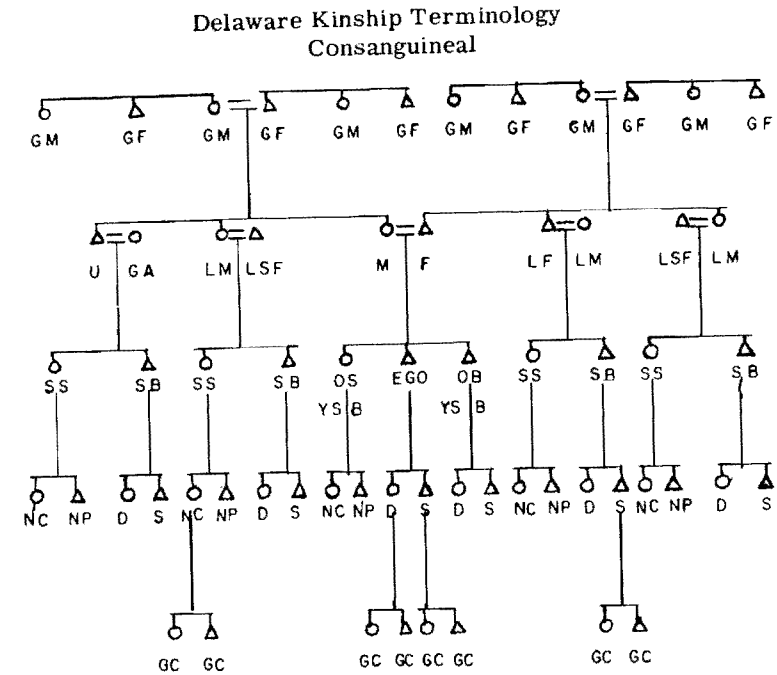 Delaware Kinship Terminology
Consanguineal
GM GF GM GF GM GF GM GF GM GF GM GF
U GA LM LSF M F LF LM LSF LM
SS SB SS SB OS EGO OB SS SB SS SB
YS B YS B
NC NP D S NC NP D S NC NP D S D S NC NP D S NC NP D S
GC GC GC GC GC GC GC GC